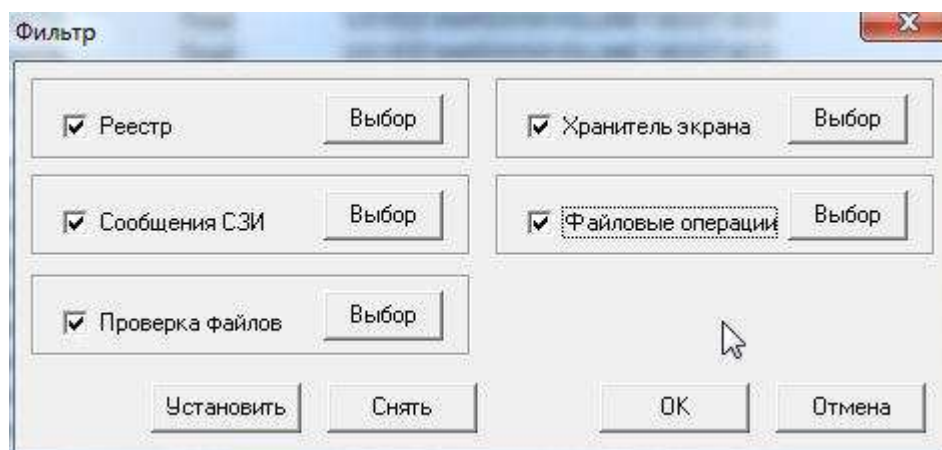 Фильтр
Реестр Выбор Хранитель экрана Выбор
Сообщения СЗИ Выбор Файловые операции Выбор
Проверка файлов Выбор
Установить Снять OK Отмена